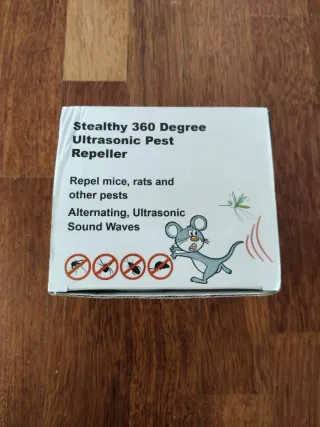 Stealthy 360 Degree
Ultrasonic Pest
Repeller
Repel mice, rats and
other pests
Alternating, Ultrasonic
Sound Waves